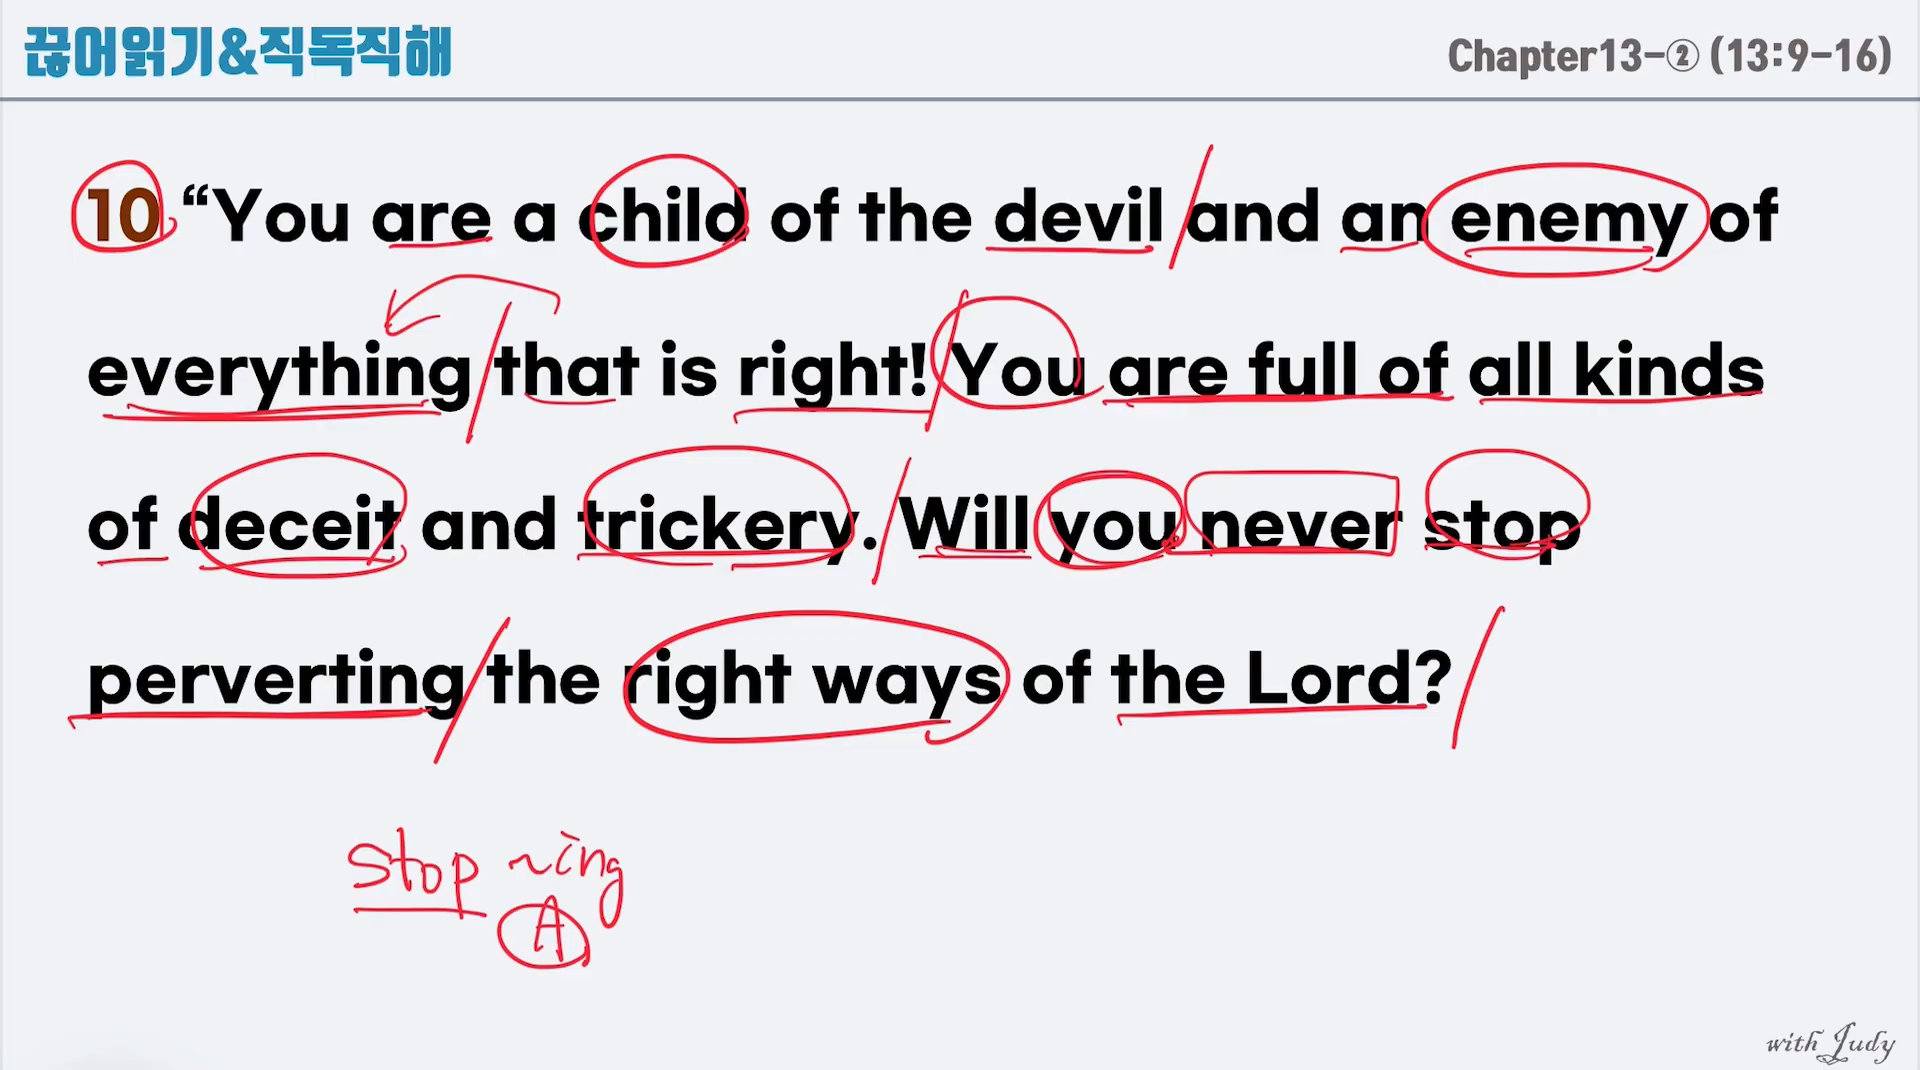 끊어읽기&직독직해
Chapter13-② (13:9-16)
10 “You are a child of the devil and an enemy of
everything that is right! You are full of all kinds
of deceit and trickery. Will you never stop
perverting the right ways of the Lord?
stop ~ing
A
with Judy